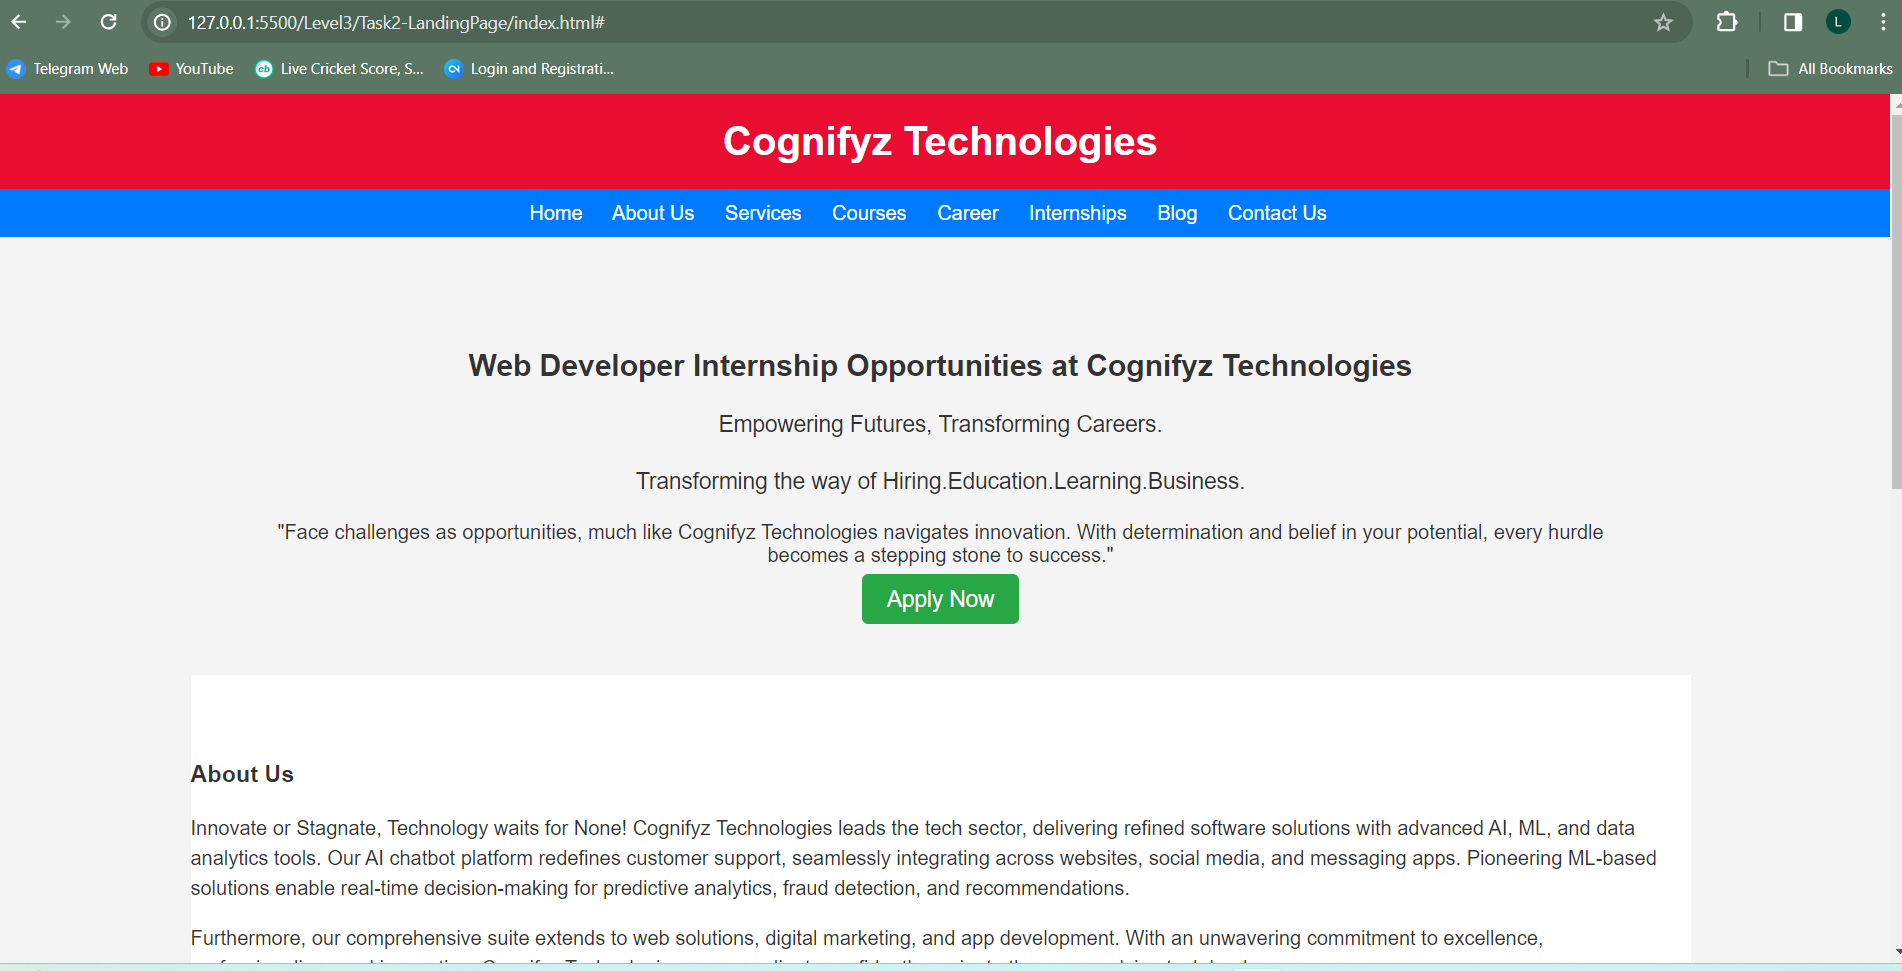 127.0.0.1:5500/Level3/Task2-LandingPage/index.html#
L
Telegram Web
YouTube
cb
Live Cricket Score, S...
Login and Registrati...
All Bookmarks
Cognifyz Technologies
Home About Us Services Courses Career Internships Blog Contact Us
Web Developer Internship Opportunities at Cognifyz Technologies
Empowering Futures, Transforming Careers.
Transforming the way of Hiring.Education.Learning.Business.
"Face challenges as opportunities, much like Cognifyz Technologies navigates innovation. With determination and belief in your potential, every hurdle
becomes a stepping stone to success."
Apply Now
About Us
Innovate or Stagnate, Technology waits for None! Cognifyz Technologies leads the tech sector, delivering refined software solutions with advanced AI, ML, and data
analytics tools. Our AI chatbot platform redefines customer support, seamlessly integrating across websites, social media, and messaging apps. Pioneering ML-based
solutions enable real-time decision-making for predictive analytics, fraud detection, and recommendations.
Furthermore, our comprehensive suite extends to web solutions, digital marketing, and app development. With an unwavering commitment to excellence,